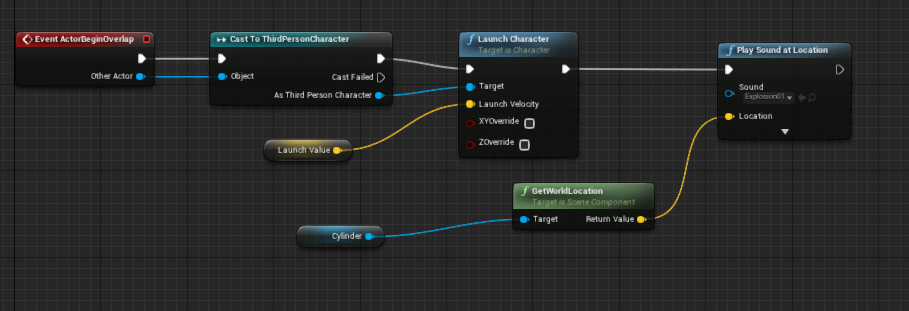 Event ActorBeginOverlap
Other Actor
Cast To ThirdPersonCharacter
Object
Cast Failed
As Third Person Character
Launch Character
Target is Character
Target
Launch Velocity
XYOverride
ZOverride
Play Sound at Location
Sound
Explosion01
Location
Launch Value
GetWorldLocation
Target is Scene Component
Target Return Value
Cylinder